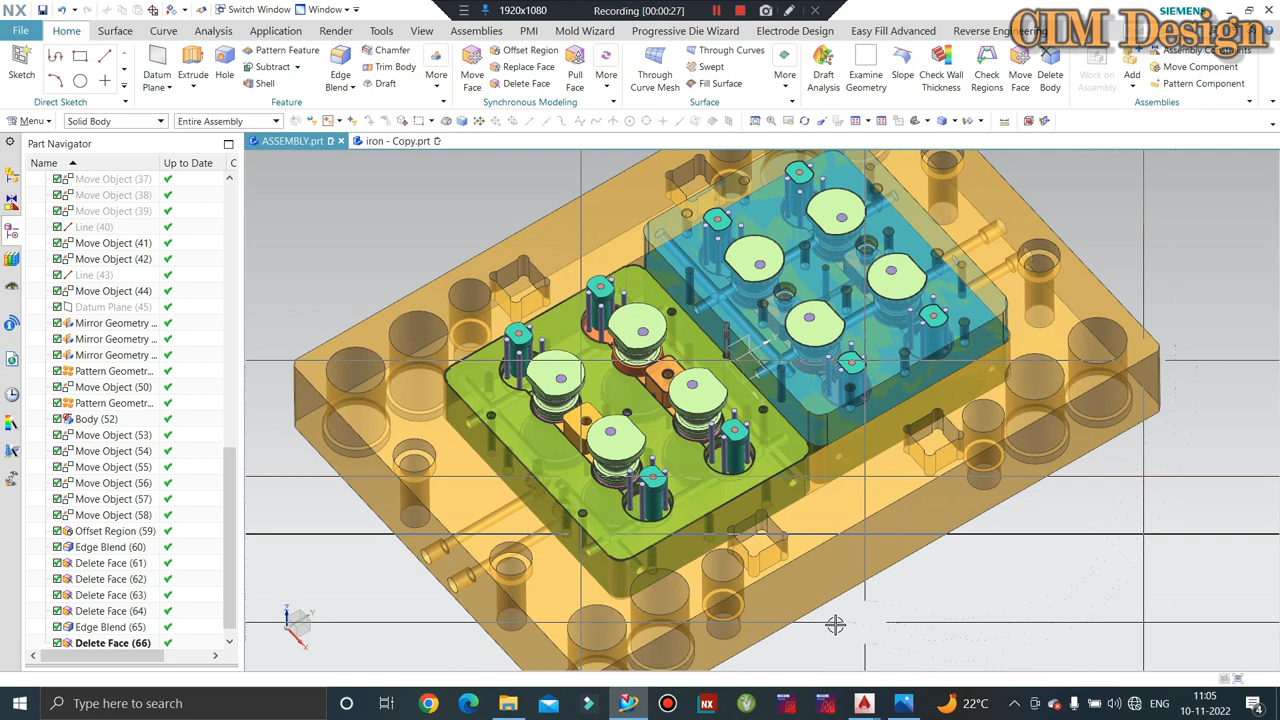 NX
Switch Window
Window
1920x1080
Recording [00:00:27]
SIEMENS
CIM Design
File
Home
Surface
Curve
Analysis
Application
Render
Tools
View
Assemblies
PMI
Mold Wizard
Progressive Die Wizard
Electrode Design
Easy Fill Advanced
Reverse Engineering
Sketch
Datum Plane
Extrude
Hole
Pattern Feature
Subtract
Shell
Edge Blend
Chamfer
Trim Body
Draft
More
Move Face
Offset Region
Replace Face
Delete Face
Pull Face
More
Through Curve Mesh
Through Curves
Swept
Fill Surface
More
Draft Analysis
Examine Geometry
Slope
Check Wall Thickness
Check Regions
Move Face
Delete Body
Work on Assembly
Add
Assembly Constraints
Move Component
Pattern Component
Direct Sketch
Feature
Synchronous Modeling
Surface
Assemblies
Menu
Solid Body
Entire Assembly
Part Navigator
ASSEMBLY.prt
iron - Copy.prt
Name
Up to Date
C
Move Object (37)
Move Object (38)
Move Object (39)
Line (40)
Move Object (41)
Move Object (42)
Line (43)
Move Object (44)
Datum Plane (45)
Mirror Geometry ...
Mirror Geometry ...
Mirror Geometry ...
Pattern Geomet...
Move Object (50)
Pattern Geomet...
Body (52)
Move Object (53)
Move Object (54)
Move Object (55)
Move Object (56)
Move Object (57)
Move Object (58)
Offset Region (59)
Edge Blend (60)
Delete Face (61)
Delete Face (62)
Delete Face (63)
Delete Face (64)
Edge Blend (65)
Delete Face (66)
Z
Y
X
Type here to search
NX
22°C
ENG
11:05
10-11-2022
4